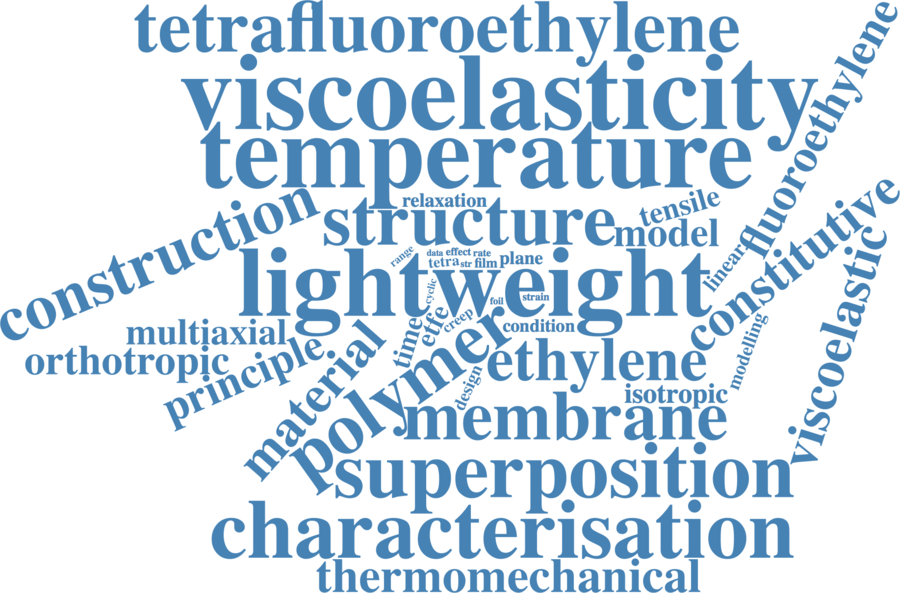 tetrafluoroethylene
fluoroethylene
viscoelasticity
temperature
relaxation
tensile
construction
structure
model
constitutive
linear
viscoelastic
range
data
effect
rate
tetra
str
film
plane
lightweight
cyclic
foil
strain
multiaxial
time
etfe
creep
condition
modelling
orthotropic
principle
material
polymer
ethylene
design
isotropic
membrane
superposition
characterisation
thermomechanical